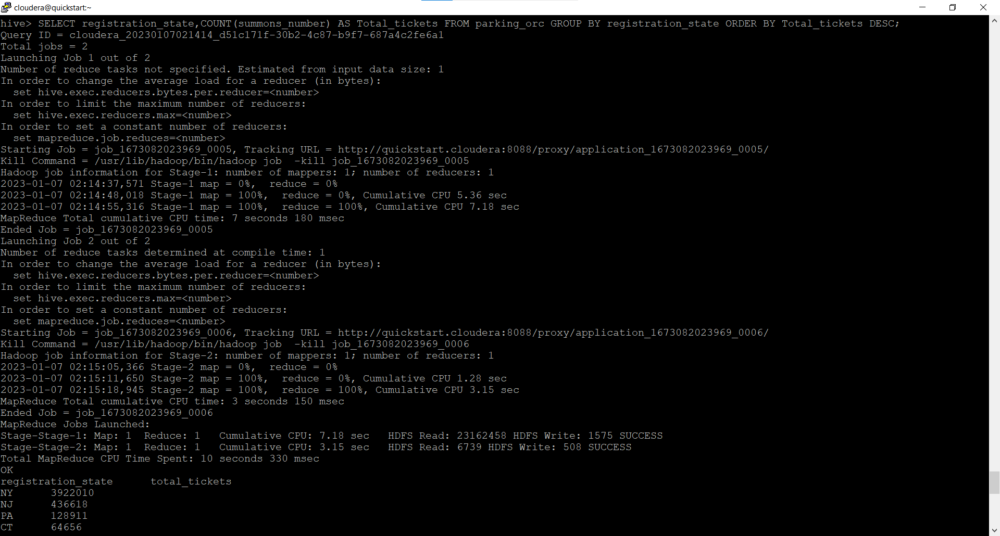 cloudera@quickstart:~
hive> SELECT registration_state,COUNT(summons_number) AS Total_tickets FROM parking_orc GROUP BY registration_state ORDER BY Total_tickets DESC;
Query ID = cloudera_20230107021414_d51c171f-30b2-4c87-b9f7-687a4c2fe6a1
Total jobs = 2
Launching Job 1 out of 2
Number of reduce tasks not specified. Estimated from input data size: 1
In order to change the average load for a reducer (in bytes):
  set hive.exec.reducers.bytes.per.reducer=<number>
In order to limit the maximum number of reducers:
  set hive.exec.reducers.max=<number>
In order to set a constant number of reducers:
  set mapreduce.job.reduces=<number>
Starting Job = job_1673082023969_0005, Tracking URL = http://quickstart.cloudera:8088/proxy/application_1673082023969_0005/
Kill Command = /usr/lib/hadoop/bin/hadoop job  -kill job_1673082023969_0005
Hadoop job information for Stage-1: number of mappers: 1; number of reducers: 1
2023-01-07 02:14:37,571 Stage-1 map = 0%,  reduce = 0%
2023-01-07 02:14:48,018 Stage-1 map = 100%,  reduce = 0%, Cumulative CPU 5.36 sec
2023-01-07 02:14:55,316 Stage-1 map = 100%,  reduce = 100%, Cumulative CPU 7.18 sec
MapReduce Total cumulative CPU time: 7 seconds 180 msec
Ended Job = job_1673082023969_0005
Launching Job 2 out of 2
Number of reduce tasks determined at compile time: 1
In order to change the average load for a reducer (in bytes):
  set hive.exec.reducers.bytes.per.reducer=<number>
In order to limit the maximum number of reducers:
  set hive.exec.reducers.max=<number>
In order to set a constant number of reducers:
  set mapreduce.job.reduces=<number>
Starting Job = job_1673082023969_0006, Tracking URL = http://quickstart.cloudera:8088/proxy/application_1673082023969_0006/
Kill Command = /usr/lib/hadoop/bin/hadoop job  -kill job_1673082023969_0006
Hadoop job information for Stage-2: number of mappers: 1; number of reducers: 1
2023-01-07 02:15:05,366 Stage-2 map = 0%,  reduce = 0%
2023-01-07 02:15:11,650 Stage-2 map = 100%,  reduce = 0%, Cumulative CPU 1.28 sec
2023-01-07 02:15:18,945 Stage-2 map = 100%,  reduce = 100%, Cumulative CPU 3.15 sec
MapReduce Total cumulative CPU time: 3 seconds 150 msec
Ended Job = job_1673082023969_0006
MapReduce Jobs Launched:
Stage-Stage-1: Map: 1  Reduce: 1   Cumulative CPU: 7.18 sec   HDFS Read: 23162458 HDFS Write: 1575 SUCCESS
Stage-Stage-2: Map: 1  Reduce: 1   Cumulative CPU: 3.15 sec   HDFS Read: 6739 HDFS Write: 508 SUCCESS
Total MapReduce CPU Time Spent: 10 seconds 330 msec
OK
registration_state      total_tickets
NY      3922010
NJ      436618
PA      128911
CT      64656